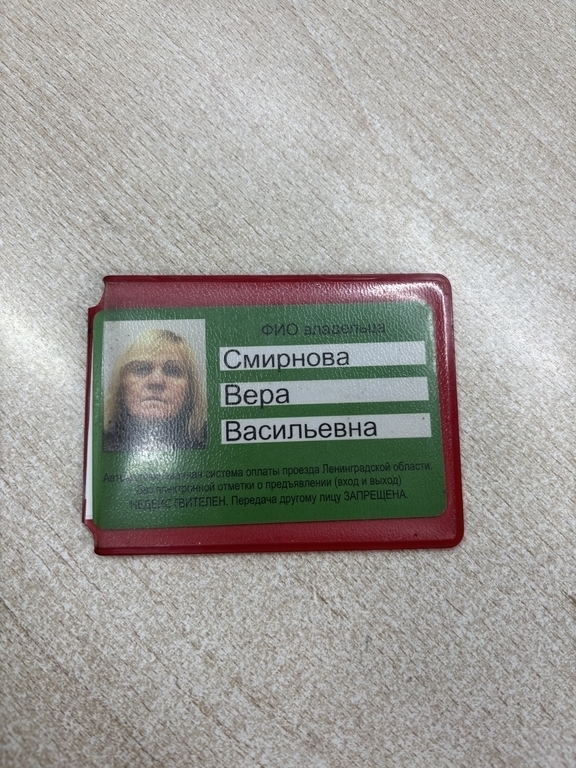 ФИО владельца
Смирнова
Вера
Васильевна
система оплаты проезда Ленинградской области.
Без электронной отметки о предъявлении (вход и выход)
НЕДЕЙСТВИТЕЛЕН. Передача другому лицу ЗАПРЕЩЕНА.